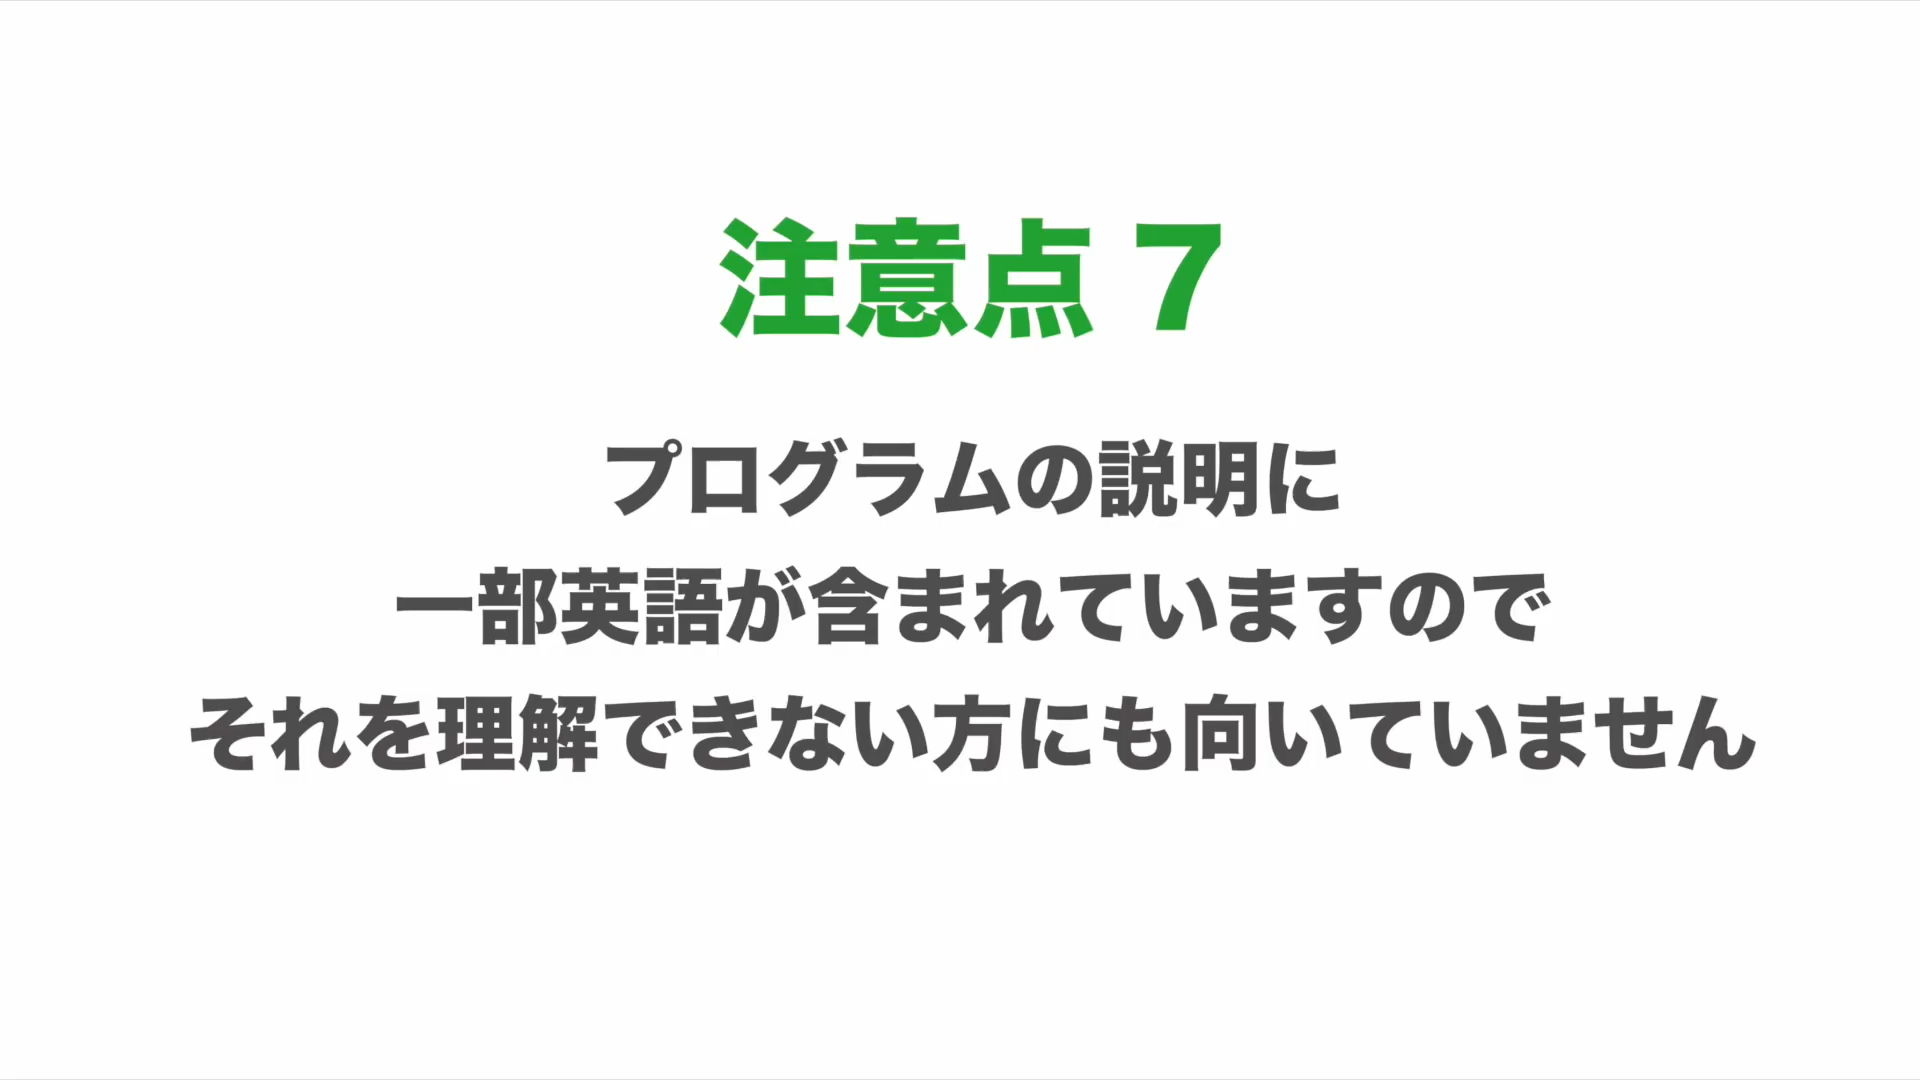 注意点７
プログラムの説明に
一部英語が含まれていますので
それを理解できない方にも向いていません